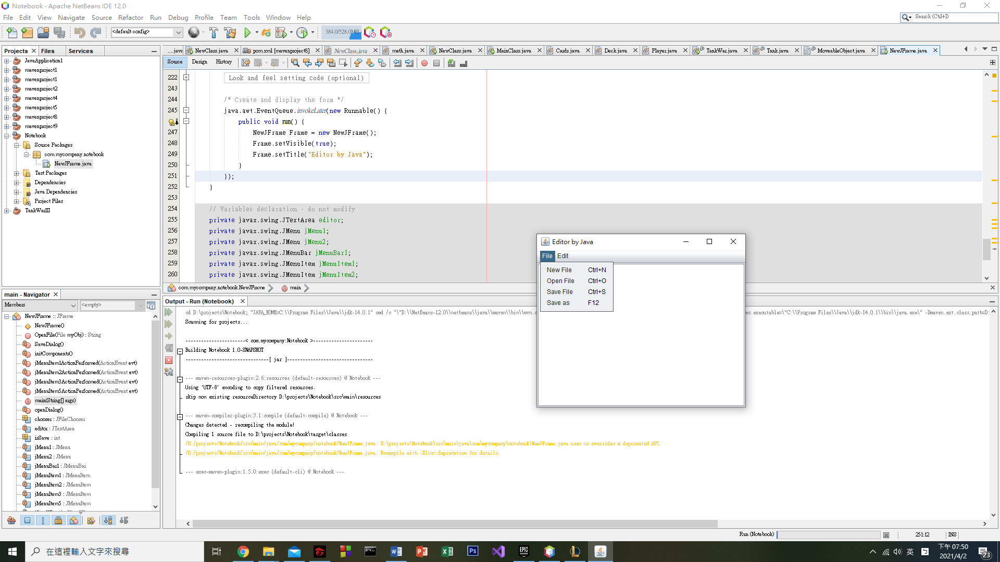 Notebook - Apache NetBeans IDE 12.0
File Edit View Navigate Source Refactor Run Debug Profile Team Tools Window Help
Search (Ctrl+I)
<default config>
384.0/528.0MB
Projects Files Services
JavaApplication1
mavenproject1
mavenproject1
mavenproject2
mavenproject4
mavenproject5
mavenproject8
mavenproject9
Notebook
Source Packages
com.mycompany.notebook
NewJFrame.java
Test Packages
Dependencies
Java Dependencies
Project Files
TankWarIII
....java NewClass.java pom.xml [mavenproject8] NewClass.java math.java NewClass.java MainClass.java Cards.java Deck.java Player.java TankWar.java Tank.java MoveableObject.java NewJFrame.java
Source Design History
222 Look and feel setting code (optional)
243
244 /* Create and display the form */
245 java.awt.EventQueue.invokeLater(new Runnable() {
public void run() {
247 NewJFrame Frame = new NewJFrame();
248 Frame.setVisible(true);
249 Frame.setTitle("Editor by Java");
250 }
251 });
252 }
253
254 // Variables declaration - do not modify
255 private javax.swing.JTextArea editor;
256 private javax.swing.JMenu jMenu1;
257 private javax.swing.JMenu jMenu2;
258 private javax.swing.JMenuBar jMenuBar1;
259 private javax.swing.JMenuItem jMenuItem1;
260 private javax.swing.JMenuItem jMenuItem2;
com.mycompany.notebook.NewJFrame main
Editor by Java
File Edit
New File Ctrl+N
Open File Ctrl+O
Save File Ctrl+S
Save as F12
main - Navigator
Members <empty>
NewJFrame :: JFrame
NewJFrame()
OpenFile(File myObj) : String
SaveDialog()
initComponents()
jMenuItem1ActionPerformed(ActionEvent evt)
jMenuItem2ActionPerformed(ActionEvent evt)
jMenuItem3ActionPerformed(ActionEvent evt)
jMenuItem5ActionPerformed(ActionEvent evt)
main(String[] args)
openDialog()
chooser : JFileChooser
editor : JTextArea
isSave : int
jMenu1 : JMenu
jMenu2 : JMenu
jMenuBar1 : JMenuBar
jMenuItem1 : JMenuItem
jMenuItem2 : JMenuItem
jMenuItem3 : JMenuItem
jMenuItem5 : JMenuItem
Output - Run (Notebook)
cd D:\projects\Notebook; "JAVA_HOME=C:\\Program Files\\Java\\jdk-14.0.1" cmd /c "\"D:\\NetBeans-12.0\\netbeans\\java\\maven\\bin\\mvn.c ec.executable=\"C:\\Program Files\\Java\\jdk-14.0.1\\bin\\java.exe\" -Dmaven.ext.class.path=D:
Scanning for projects...
-----------------------< com.mycompany:Notebook >-----------------------
Building Notebook 1.0-SNAPSHOT
--------------------------------[ jar ]---------------------------------
--- maven-resources-plugin:2.6:resources (default-resources) @ Notebook ---
Using 'UTF-8' encoding to copy filtered resources.
skip non existing resourceDirectory D:\projects\Notebook\src\main\resources
--- maven-compiler-plugin:3.1:compile (default-compile) @ Notebook ---
Changes detected - recompiling the module!
Compiling 1 source file to D:\projects\Notebook\target\classes
/D:/projects/Notebook/src/main/java/com/mycompany/notebook/NewJFrame.java: D:\projects\Notebook\src\main\java\com\mycompany\notebook\NewJFrame.java uses or overrides a deprecated API.
/D:/projects/Notebook/src/main/java/com/mycompany/notebook/NewJFrame.java: Recompile with -Xlint:deprecation for details.
--- exec-maven-plugin:1.5.0:exec (default-cli) @ Notebook ---
Run (Notebook) 251:12 INS
在這裡輸入文字來搜尋
英
下午 07:50
2021/4/2
23